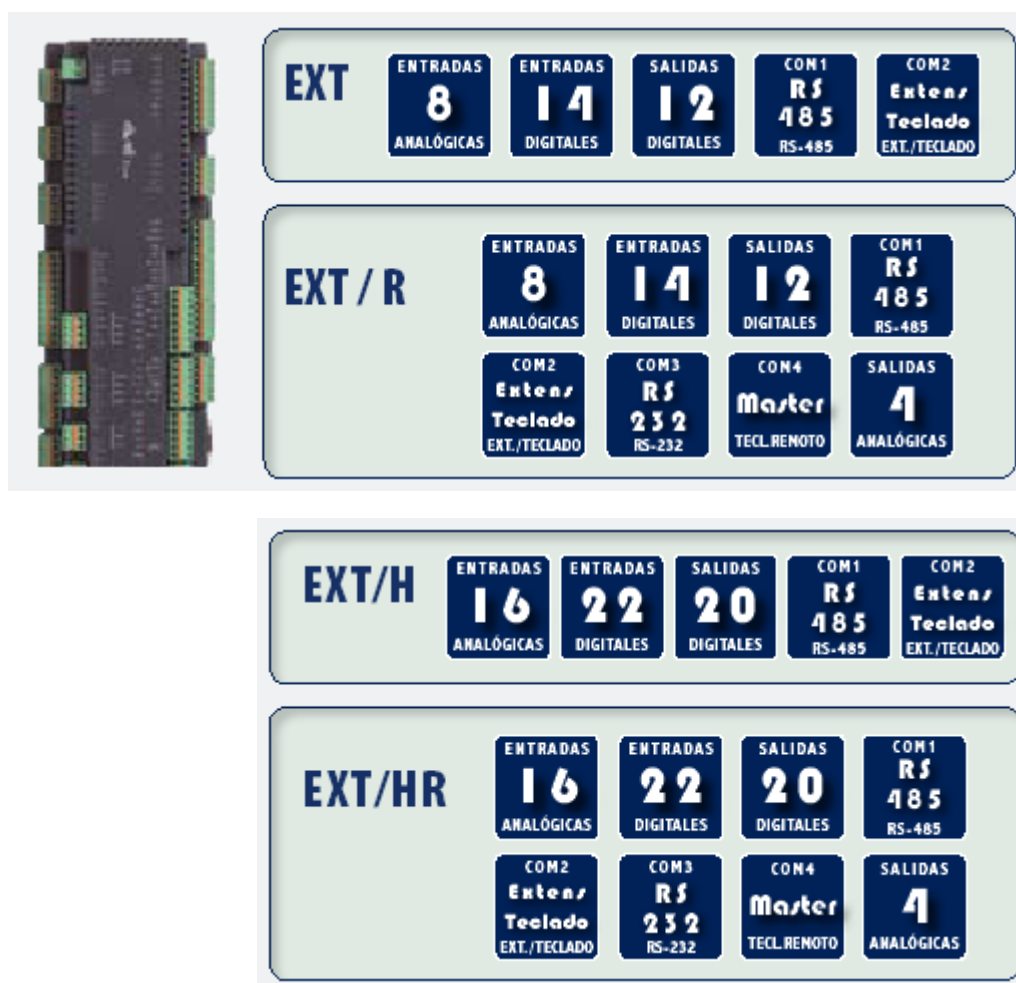 EXT
ENTRADAS ENTRADAS SALIDAS COM1 COM2
8 14 12 RS 485 Extens Teclado
ANALÓGICAS DIGITALES DIGITALES RS-485 EXT./TECLADO
EXT / R
ENTRADAS ENTRADAS SALIDAS COM1
8 14 12 RS 485
ANALÓGICAS DIGITALES DIGITALES RS-485
COM2 COM3 COM4 SALIDAS
Extens Teclado RS 232 Master 4
EXT./TECLADO RS-232 TECL.REMOTO ANALÓGICAS
EXT/H
ENTRADAS ENTRADAS SALIDAS COM1 COM2
16 22 20 RS 485 Extens Teclado
ANALÓGICAS DIGITALES DIGITALES RS-485 EXT./TECLADO
EXT/HR
ENTRADAS ENTRADAS SALIDAS COM1
16 22 20 RS 485
ANALÓGICAS DIGITALES DIGITALES RS-485
COM2 COM3 COM4 SALIDAS
Extens Teclado RS 232 Master 4
EXT./TECLADO RS-232 TECL.REMOTO ANALÓGICAS